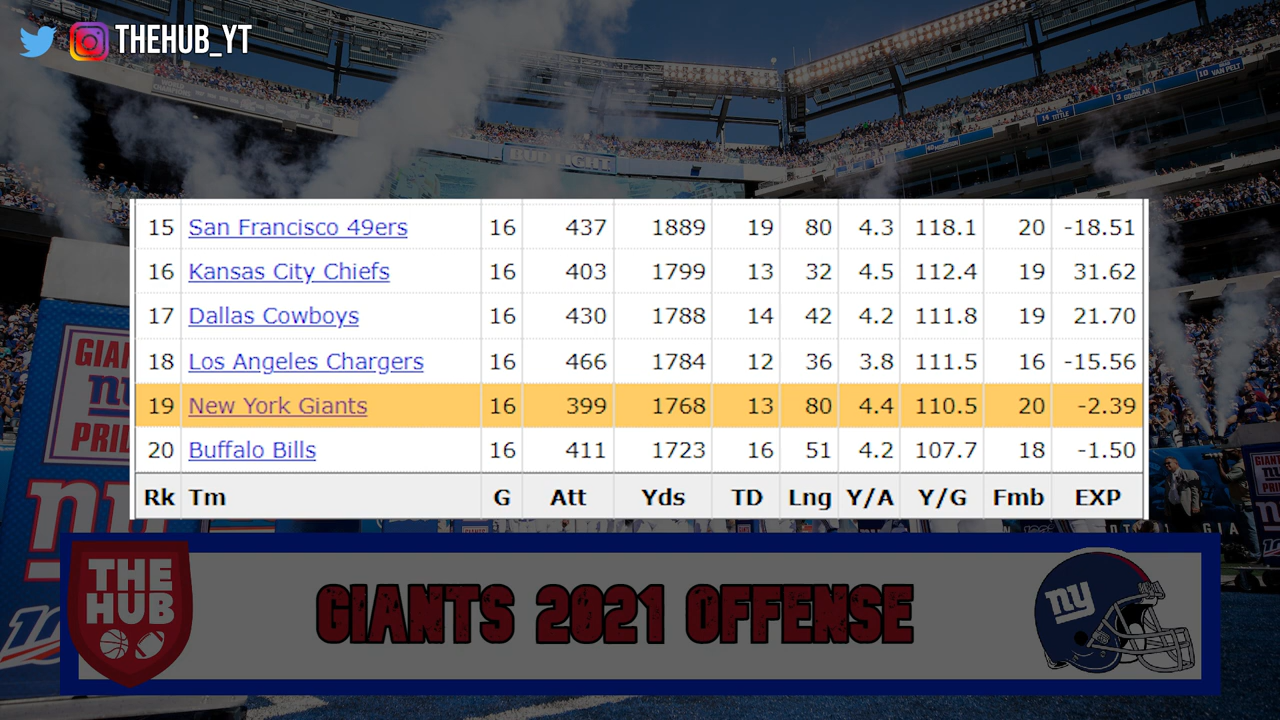 THEHUB_YT
BUD LIGHT
15 San Francisco 49ers 16 437 1889 19 80 4.3 118.1 20 -18.51
16 Kansas City Chiefs 16 403 1799 13 32 4.5 112.4 19 31.62
17 Dallas Cowboys 16 430 1788 14 42 4.2 111.8 19 21.70
18 Los Angeles Chargers 16 466 1784 12 36 3.8 111.5 16 -15.56
19 New York Giants 16 399 1768 13 80 4.4 110.5 20 -2.39
20 Buffalo Bills 16 411 1723 16 51 4.2 107.7 18 -1.50
Rk Tm G Att Yds TD Lng Y/A Y/G Fmb EXP
ny
THE
HUB
GIANTS 2021 OFFENSE
ny